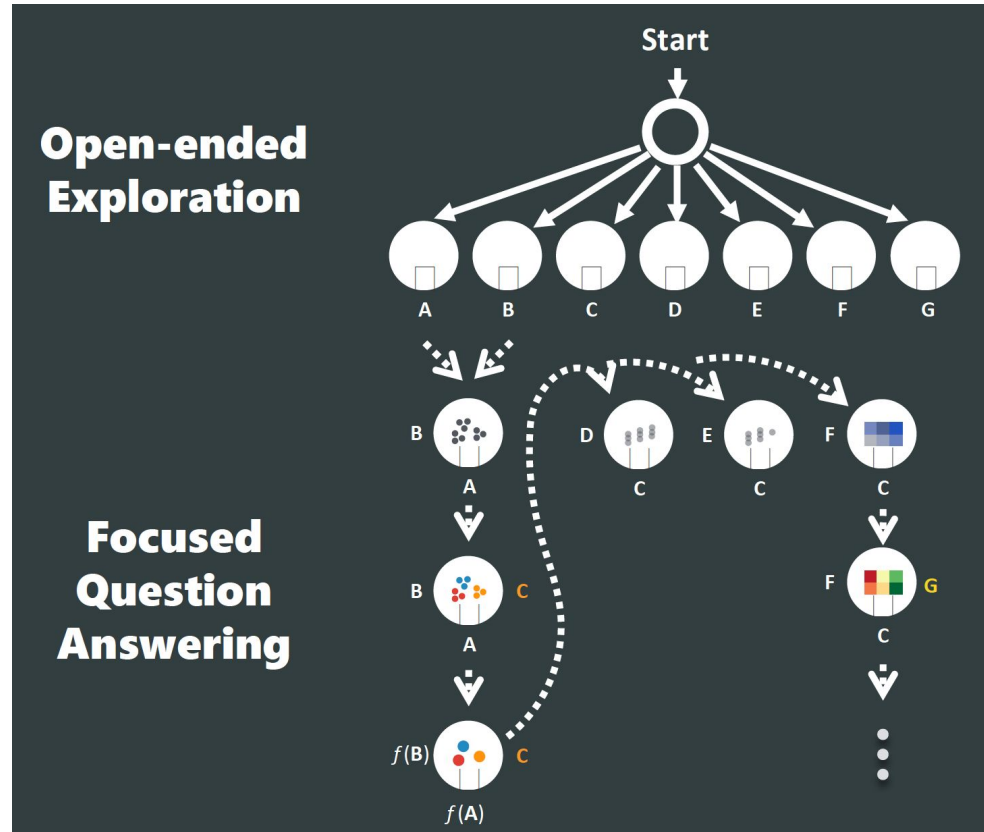 Start
Open-ended
Exploration
A B C D E F G
B
A
D
C
E
C
F
C
Focused
Question
Answering
B C
A
F G
C
f(B) C
f(A)